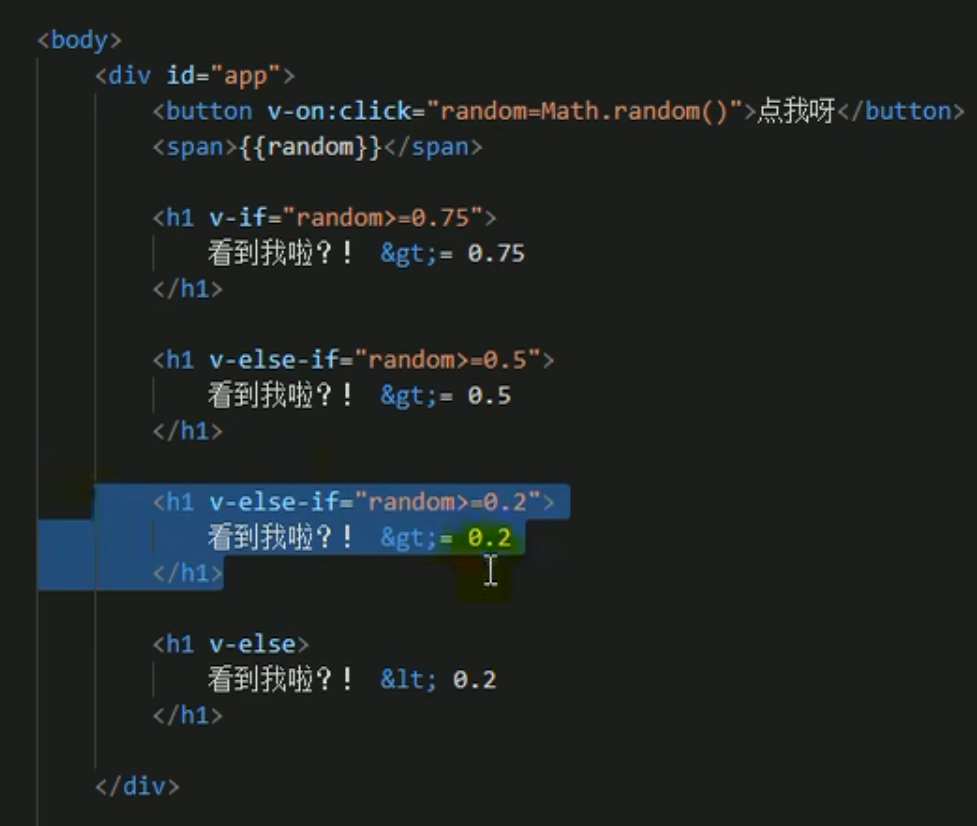 <body>
<div id="app">
<button v-on:click="random=Math.random()">点我呀</button>
<span>{{random}}</span>
<h1 v-if="random>=0.75">
看到我啦？！ &gt;= 0.75
</h1>
<h1 v-else-if="random>=0.5">
看到我啦？！ &gt;= 0.5
</h1>
<h1 v-else-if="random>=0.2">
看到我啦？！ &gt;= 0.2
</h1>
<h1 v-else>
看到我啦？！ &lt; 0.2
</h1>
</div>